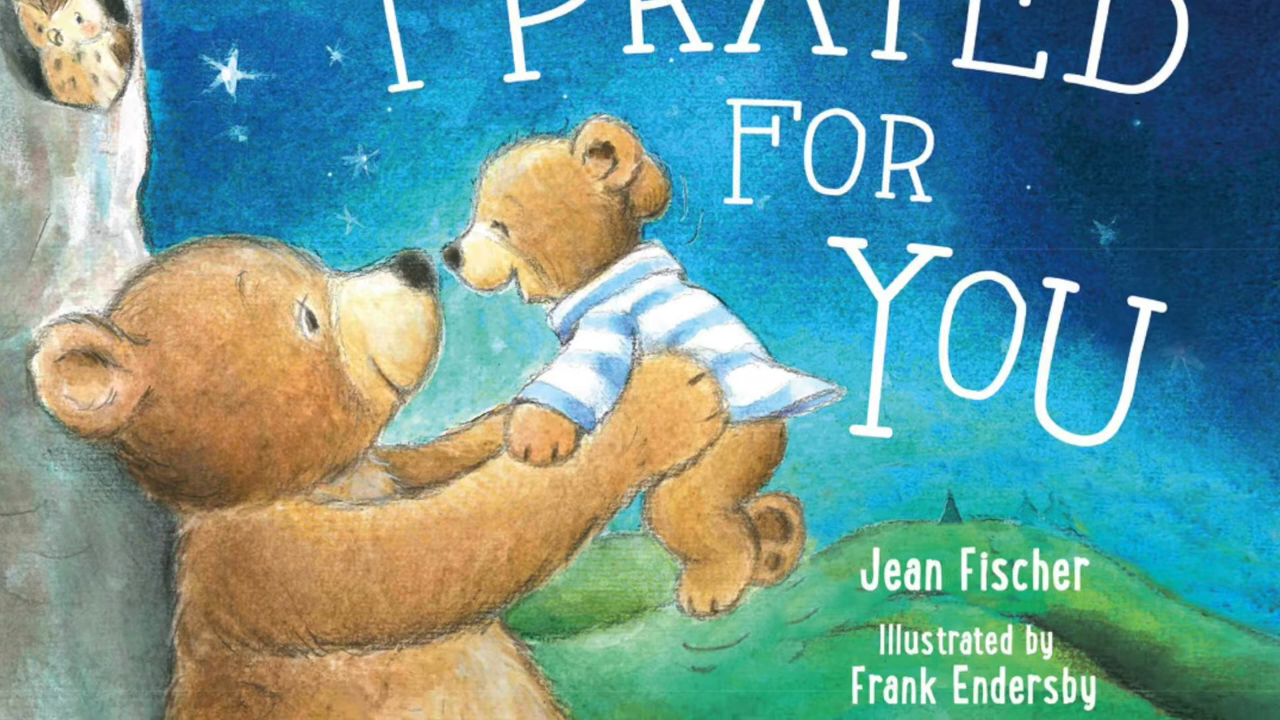 I PRAYED
FOR
YOU
Jean Fischer
Illustrated by
Frank Endersby